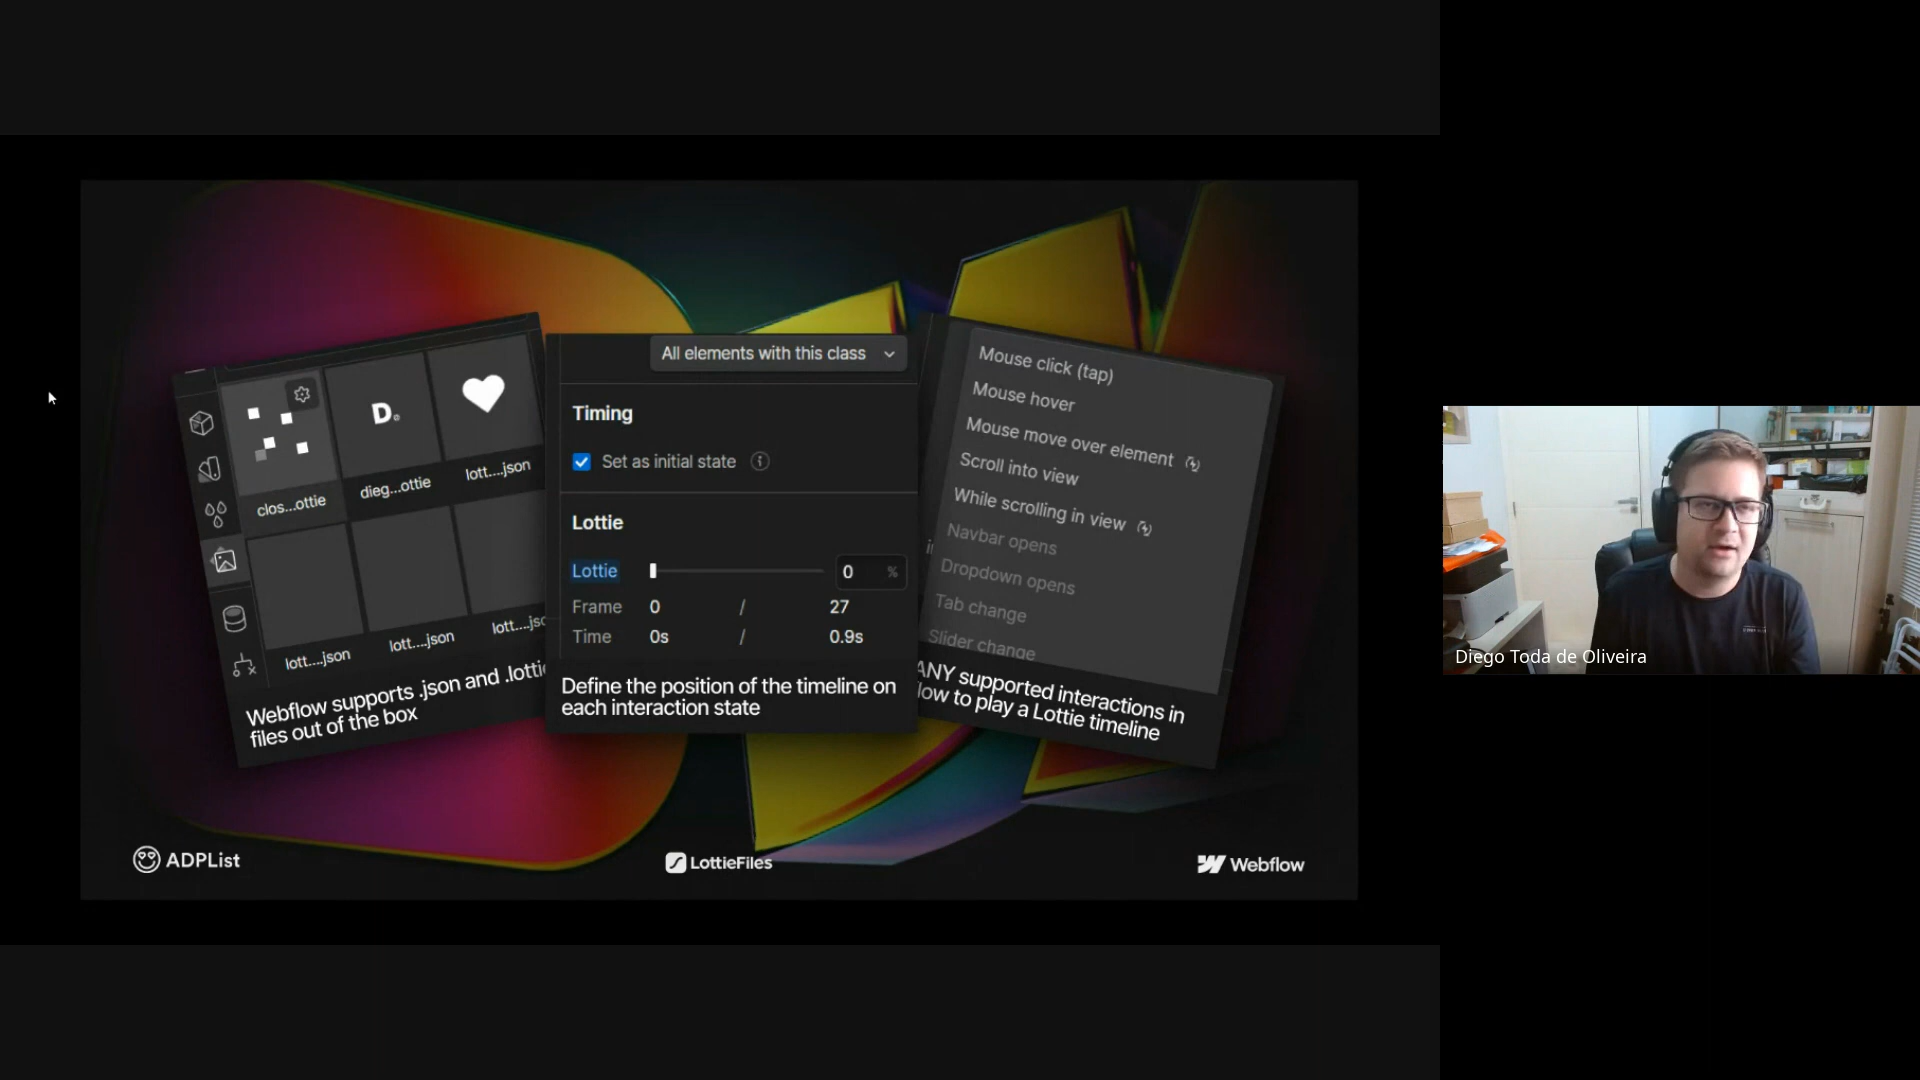 clos...ottie
dieg...ottie
lott....json
lott....json
lott....json
lott....jsc
Webflow supports .json and .lottie
files out of the box
All elements with this class
Timing
Set as initial state
Lottie
Lottie 0 %
Frame 0 / 27
Time 0s / 0.9s
Define the position of the timeline on
each interaction state
Mouse click (tap)
Mouse hover
Mouse move over element
Scroll into view
While scrolling in view
Navbar opens
Dropdown opens
Tab change
Slider change
ANY supported interactions in
low to play a Lottie timeline
D.
ADPList
LottieFiles
Webflow
Diego Toda de Oliveira